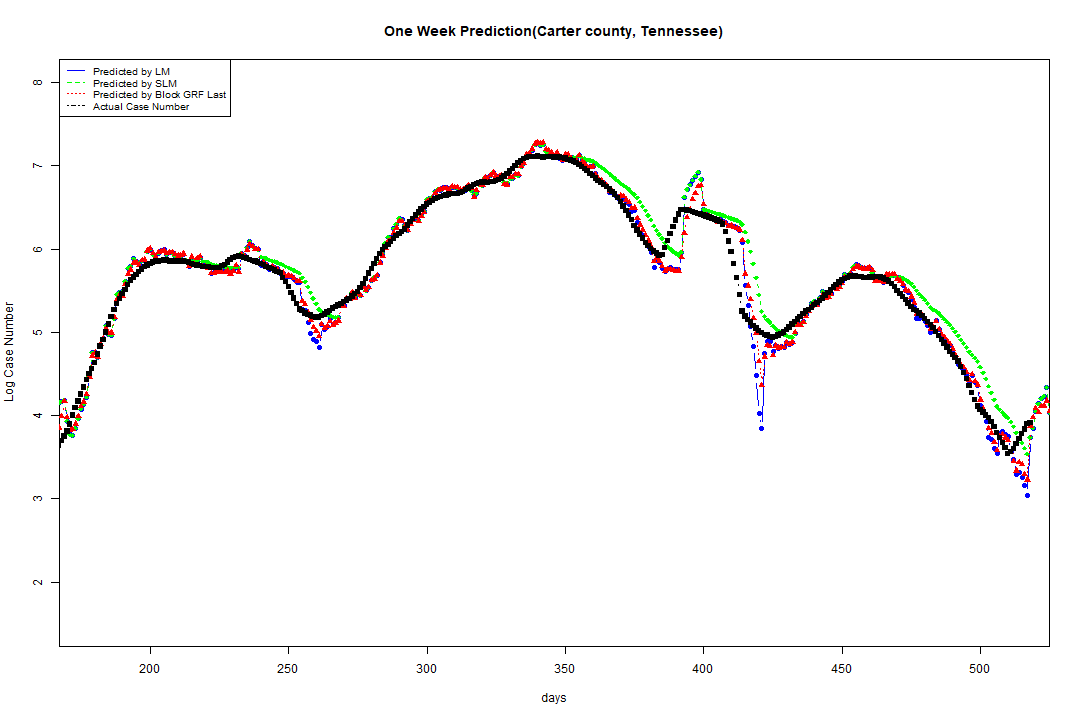 One Week Prediction(Carter county, Tennessee)
Predicted by LM
Predicted by SLM
Predicted by Block GRF Last
Actual Case Number
8
7
6
5
4
3
2
Log Case Number
200 250 300 350 400 450 500
days